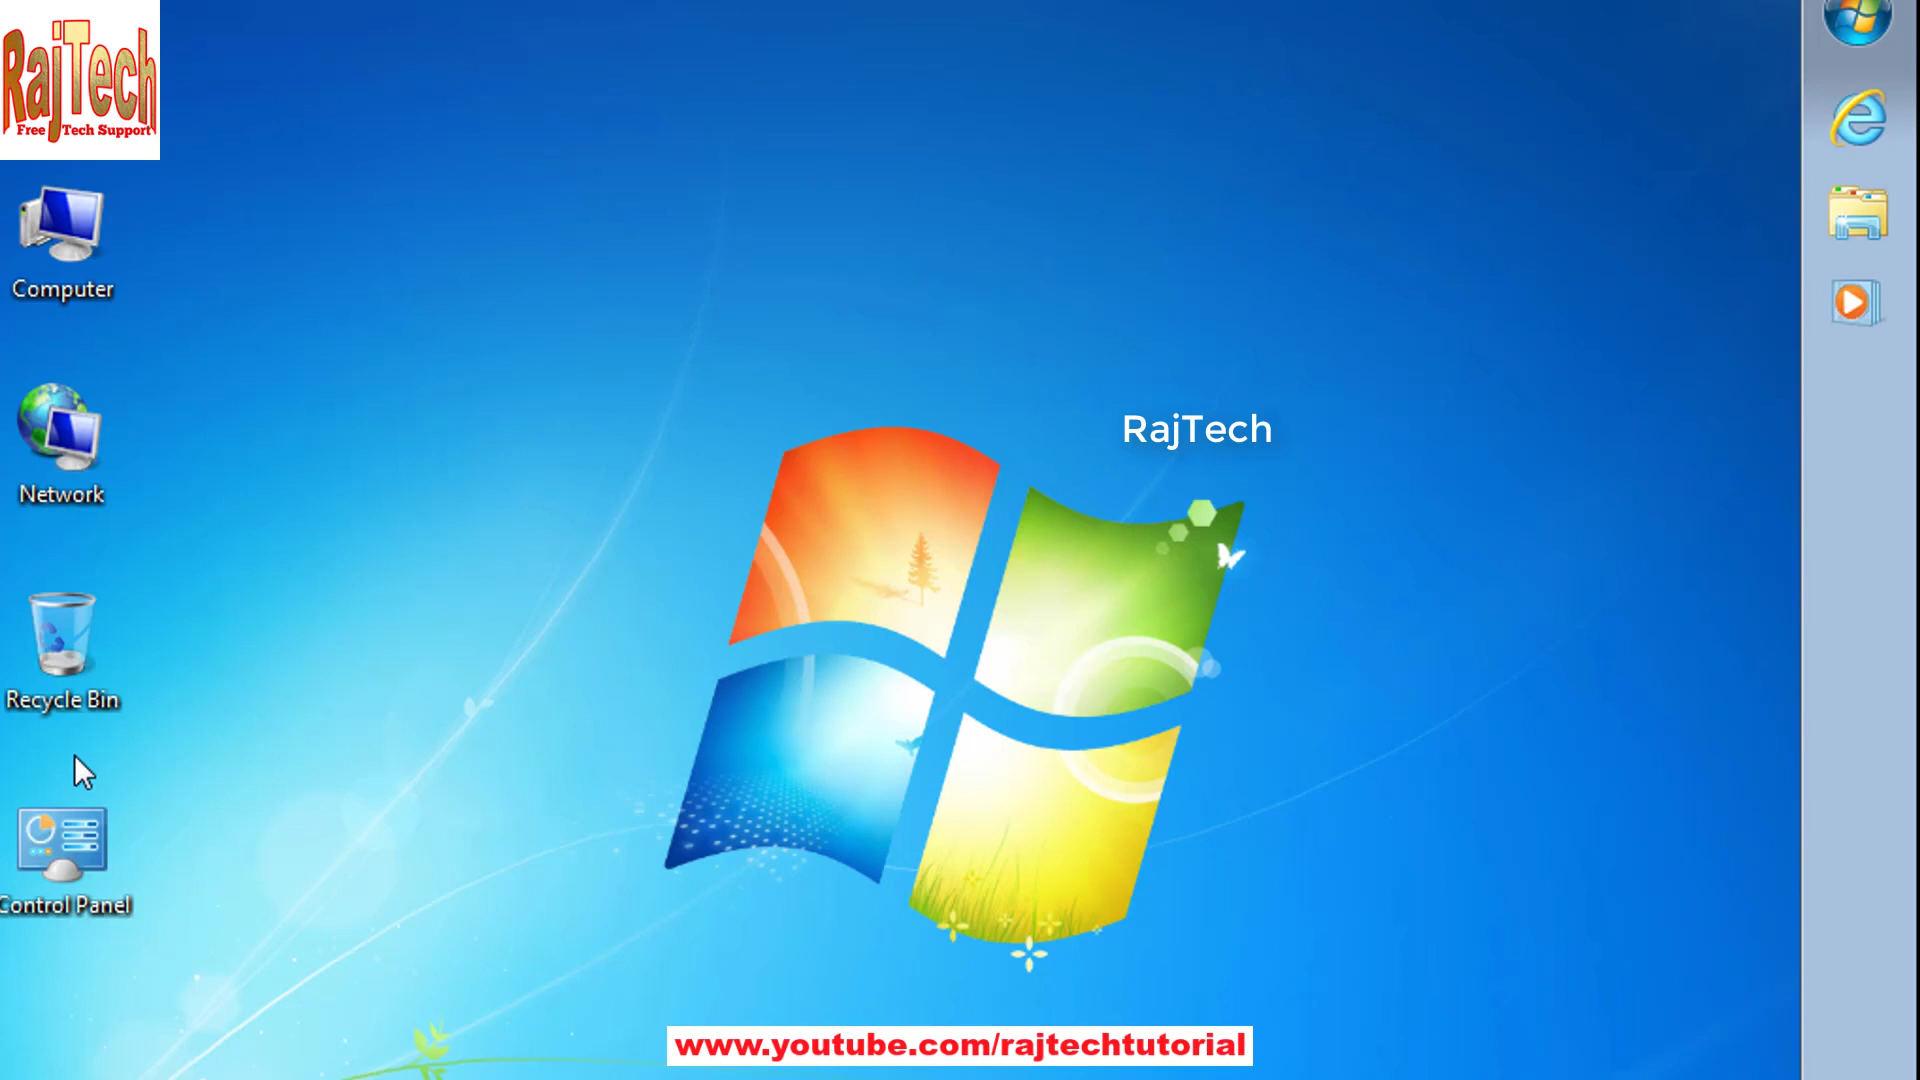 RajTech
Free Tech Support
Computer
Network
RajTech
Recycle Bin
Control Panel
www.youtube.com/rajtechtutorial